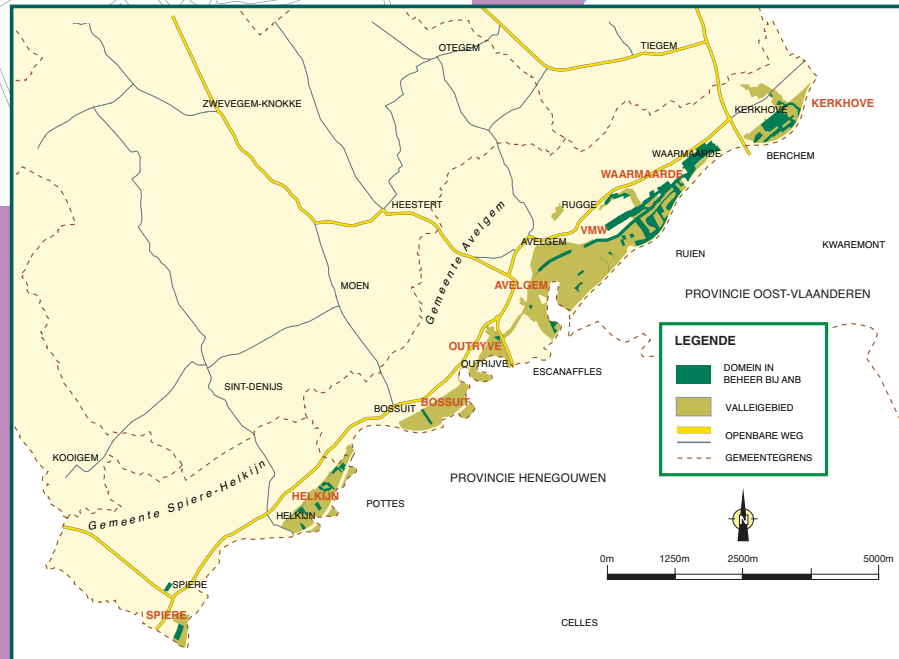 OTEGEM
TIEGEM
ZWEVEGEM-KNOKKE
KERKHOVE
KERKHOVE
WAARMAARDE
BERCHEM
WAARMAARDE
HEESTERT
RUGGE
VMW
AVELGEM
KWAREMONT
RUIEN
Gemeente Avelgem
MOEN
AVELGEM
PROVINCIE OOST-VLAANDEREN
LEGENDE
DOMEIN IN
BEHEER BIJ ANB
VALLEIGEBIED
OPENBARE WEG
GEMEENTEGRENS
OUTRYVE
OUTRIJVE
ESCANAFFLES
SINT-DENIJS
BOSSUIT
BOSSUIT
KOOIGEM
PROVINCIE HENEGOUWEN
Gemeente Spiere-Helkijn
HELKIJN
POTTES
HELKIJN
N
0m 1250m 2500m 5000m
SPIERE
SPIERE
CELLES